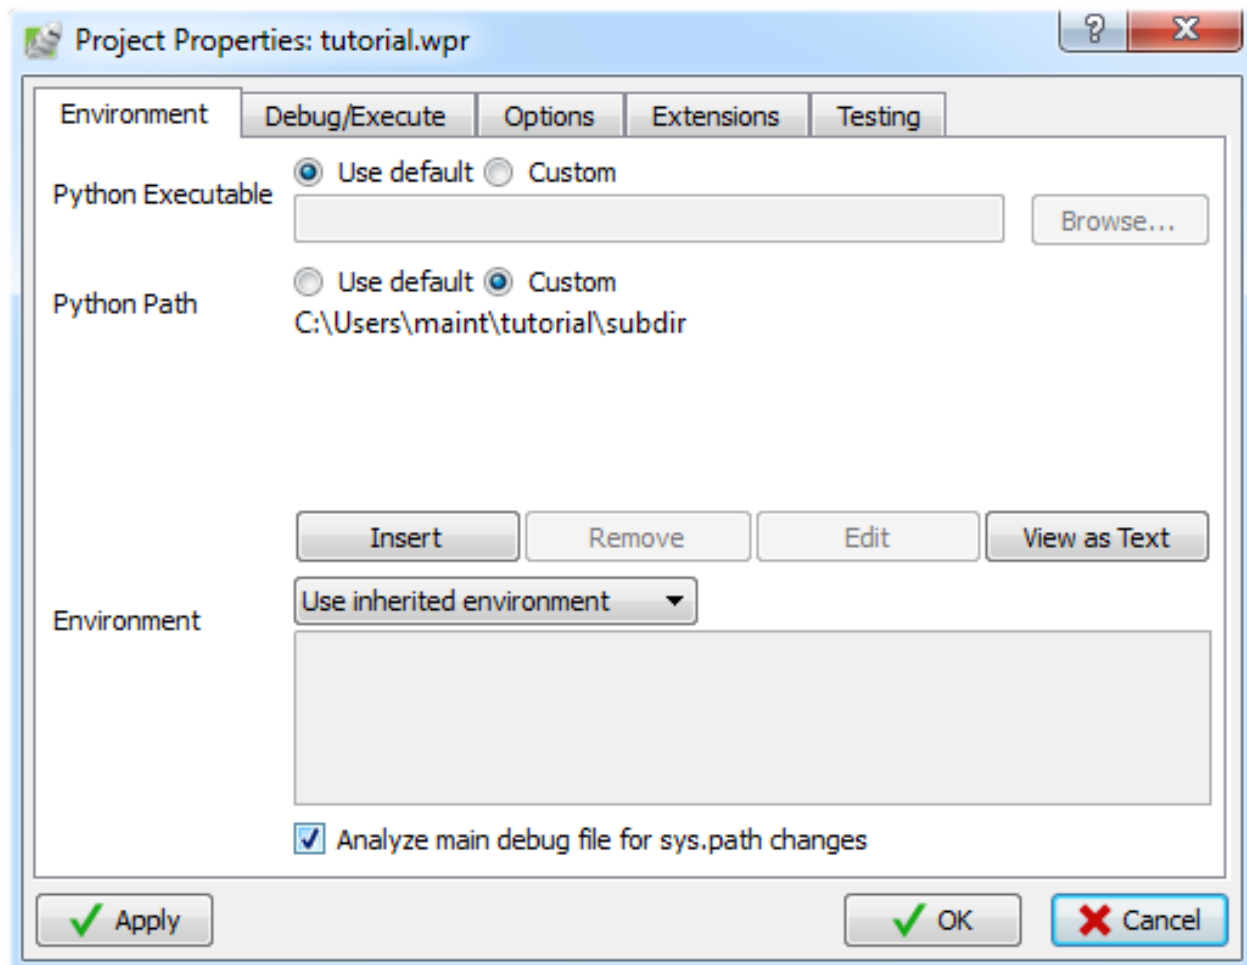 Project Properties: tutorial.wpr
?
X
Environment Debug/Execute Options Extensions Testing
Python Executable
Use default Custom
Browse...
Python Path
Use default Custom
C:\Users\maint\tutorial\subdir
Insert Remove Edit View as Text
Environment
Use inherited environment
Analyze main debug file for sys.path changes
Apply OK Cancel